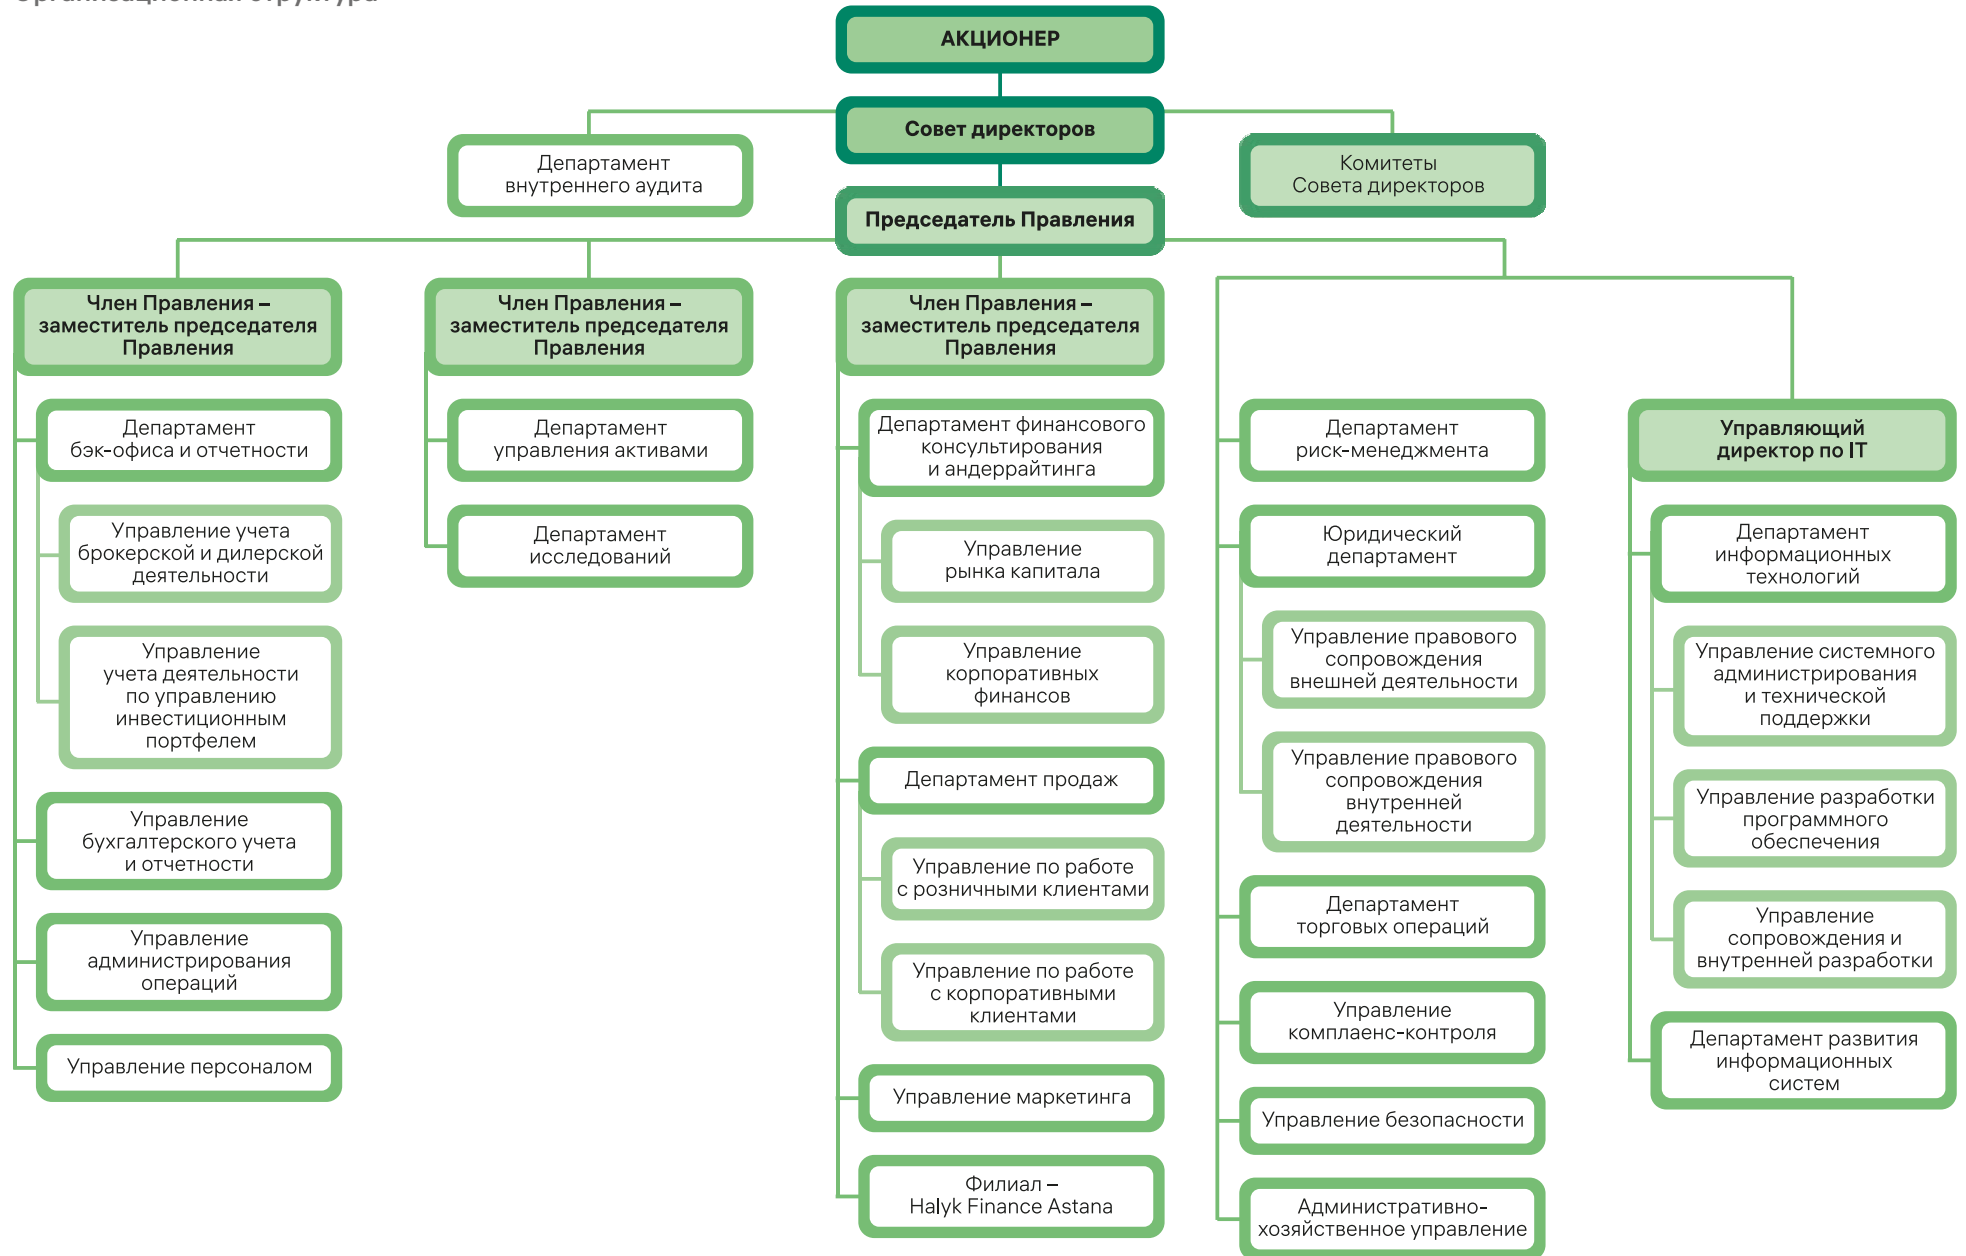 Организационная структура
АКЦИОНЕР
Совет директоров
Департамент
внутреннего аудита
Комитеты
Совета директоров
Председатель Правления
Член Правления –
заместитель председателя
Правления
Департамент
бэк-офиса и отчетности
Управление учета
брокерской и дилерской
деятельности
Управление
учета деятельности
по управлению
инвестиционным
портфелем
Управление
бухгалтерского учета
и отчетности
Управление
администрирования
операций
Управление персоналом
Член Правления –
заместитель председателя
Правления
Департамент
управления активами
Департамент
исследований
Член Правления –
заместитель председателя
Правления
Департамент финансового
консультирования
и андеррайтинга
Управление
рынка капитала
Управление
корпоративных
финансов
Департамент продаж
Управление по работе
с розничными клиентами
Управление по работе
с корпоративными
клиентами
Управление маркетинга
Филиал –
Halyk Finance Astana
Департамент
риск-менеджмента
Юридический
департамент
Управление правового
сопровождения
внешней деятельности
Управление правового
сопровождения
внутренней
деятельности
Департамент
торговых операций
Управление
комплаенс-контроля
Управление безопасности
Административно-
хозяйственное управление
Управляющий
директор по IT
Департамент
информационных
технологий
Управление системного
администрирования
и технической
поддержки
Управление разработки
программного
обеспечения
Управление
сопровождения и
внутренней разработки
Департамент развития
информационных
систем